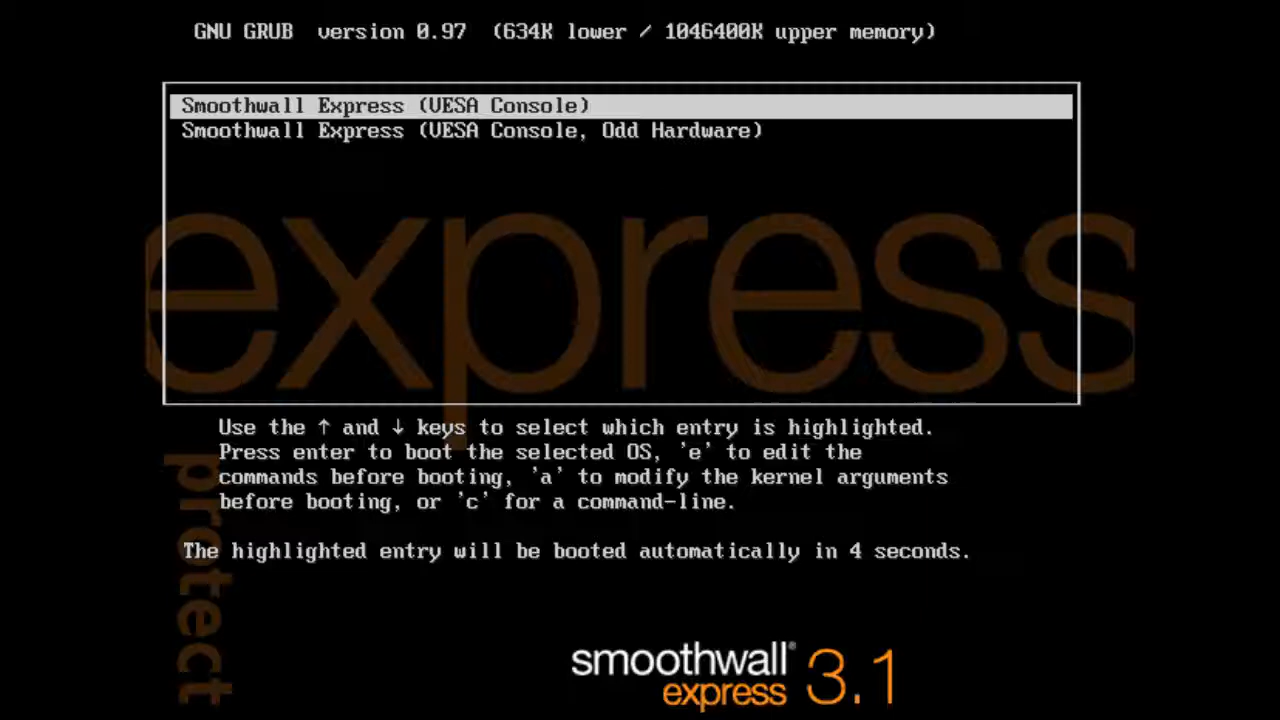 GNU GRUB version 0.97 (634K lower / 1046400K upper memory)
Smoothwall Express (VESA Console)
Smoothwall Express (VESA Console, Odd Hardware)
express
Use the ↑ and ↓ keys to select which entry is highlighted.
Press enter to boot the selected OS, 'e' to edit the
commands before booting, 'a' to modify the kernel arguments
before booting, or 'c' for a command-line.
The highlighted entry will be booted automatically in 4 seconds.
protect
smoothwall® 3.1
express